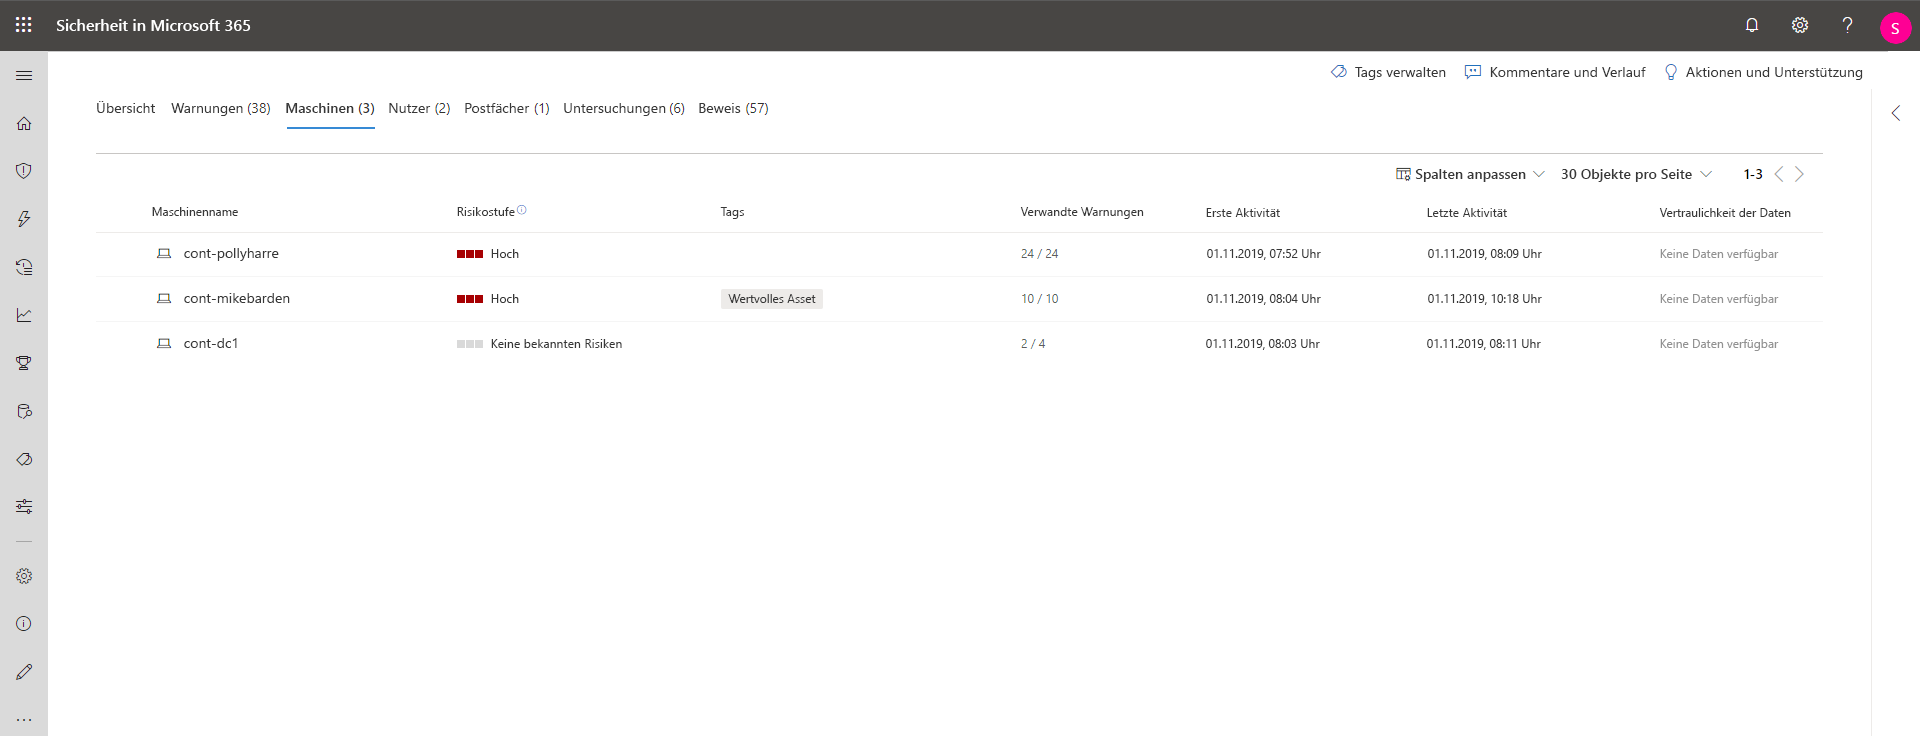 Sicherheit in Microsoft 365
S
Tags verwalten Kommentare und Verlauf Aktionen und Unterstützung
Übersicht Warnungen (38) Maschinen (3) Nutzer (2) Postfächer (1) Untersuchungen (6) Beweis (57)
Spalten anpassen 30 Objekte pro Seite 1-3
Maschinenname Risikostufe Tags Verwandte Warnungen Erste Aktivität Letzte Aktivität Vertraulichkeit der Daten
cont-pollyharre Hoch 24 / 24 01.11.2019, 07:52 Uhr 01.11.2019, 08:09 Uhr Keine Daten verfügbar
cont-mikebarden Hoch Wertvolles Asset 10 / 10 01.11.2019, 08:04 Uhr 01.11.2019, 10:18 Uhr Keine Daten verfügbar
cont-dc1 Keine bekannten Risiken 2 / 4 01.11.2019, 08:03 Uhr 01.11.2019, 08:11 Uhr Keine Daten verfügbar